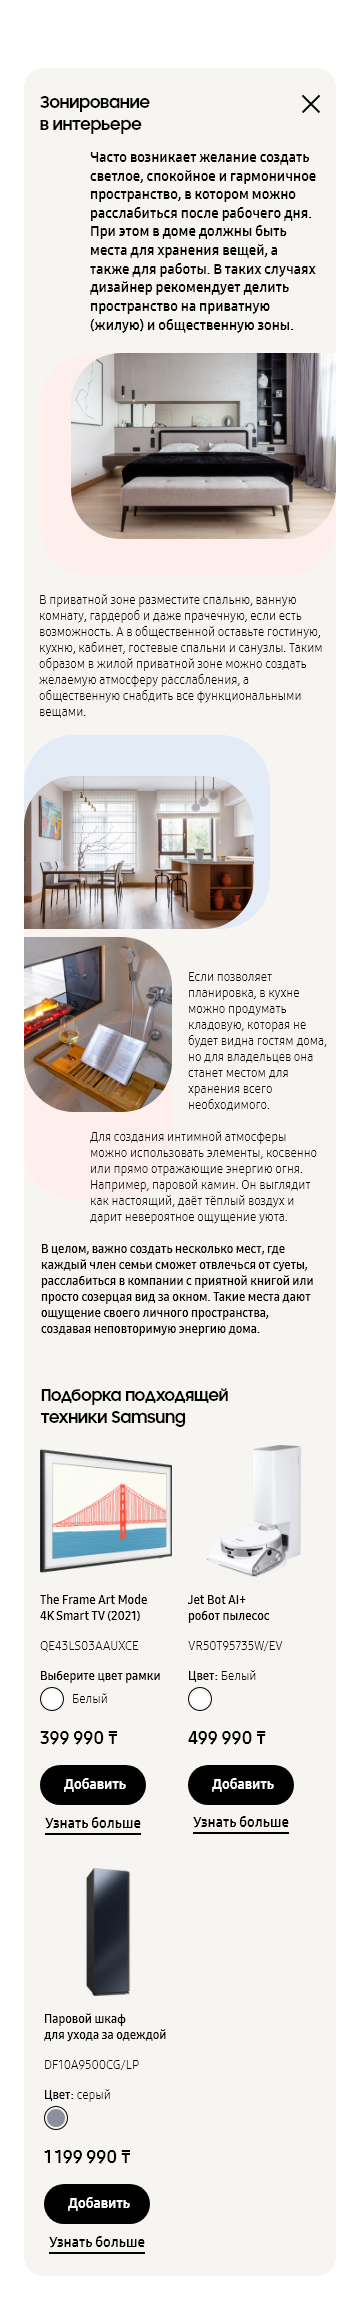 Зонирование
в интерьере
Часто возникает желание создать
светлое, спокойное и гармоничное
пространство, в котором можно
расслабиться после рабочего дня.
При этом в доме должны быть
места для хранения вещей, а
также для работы. В таких случаях
дизайнер рекомендует делить
пространство на приватную
(жилую) и общественную зоны.
В приватной зоне разместите спальню, ванную
комнату, гардероб и даже прачечную, если есть
возможность. А в общественной оставьте гостиную,
кухню, кабинет, гостевые спальни и санузлы. Таким
образом в жилой приватной зоне можно создать
желаемую атмосферу расслабления, а
общественную снабдить все функциональными
вещами.
Если позволяет
планировка, в кухне
можно продумать
кладовую, которая не
будет видна гостям дома,
но для владельцев она
станет местом для
хранения всего
необходимого.
Для создания интимной атмосферы
можно использовать элементы, косвенно
или прямо отражающие энергию огня.
Например, паровой камин. Он выглядит
как настоящий, даёт тёплый воздух и
дарит невероятное ощущение уюта.
В целом, важно создать несколько мест, где
каждый член семьи сможет отвлечься от суеты,
расслабиться в компании с приятной книгой или
просто созерцая вид за окном. Такие места дают
ощущение своего личного пространства,
создавая неповторимую энергию дома.
Подборка подходящей
техники Samsung
The Frame Art Mode
4K Smart TV (2021)
QE43LS03AAUXCE
Выберите цвет рамки
Белый
399 990 ₸
Добавить
Узнать больше
Jet Bot AI+
робот пылесос
VR50T95735W/EV
Цвет: Белый
499 990 ₸
Добавить
Узнать больше
Паровой шкаф
для ухода за одеждой
DF10A9500CG/LP
Цвет: серый
1 199 990 ₸
Добавить
Узнать больше